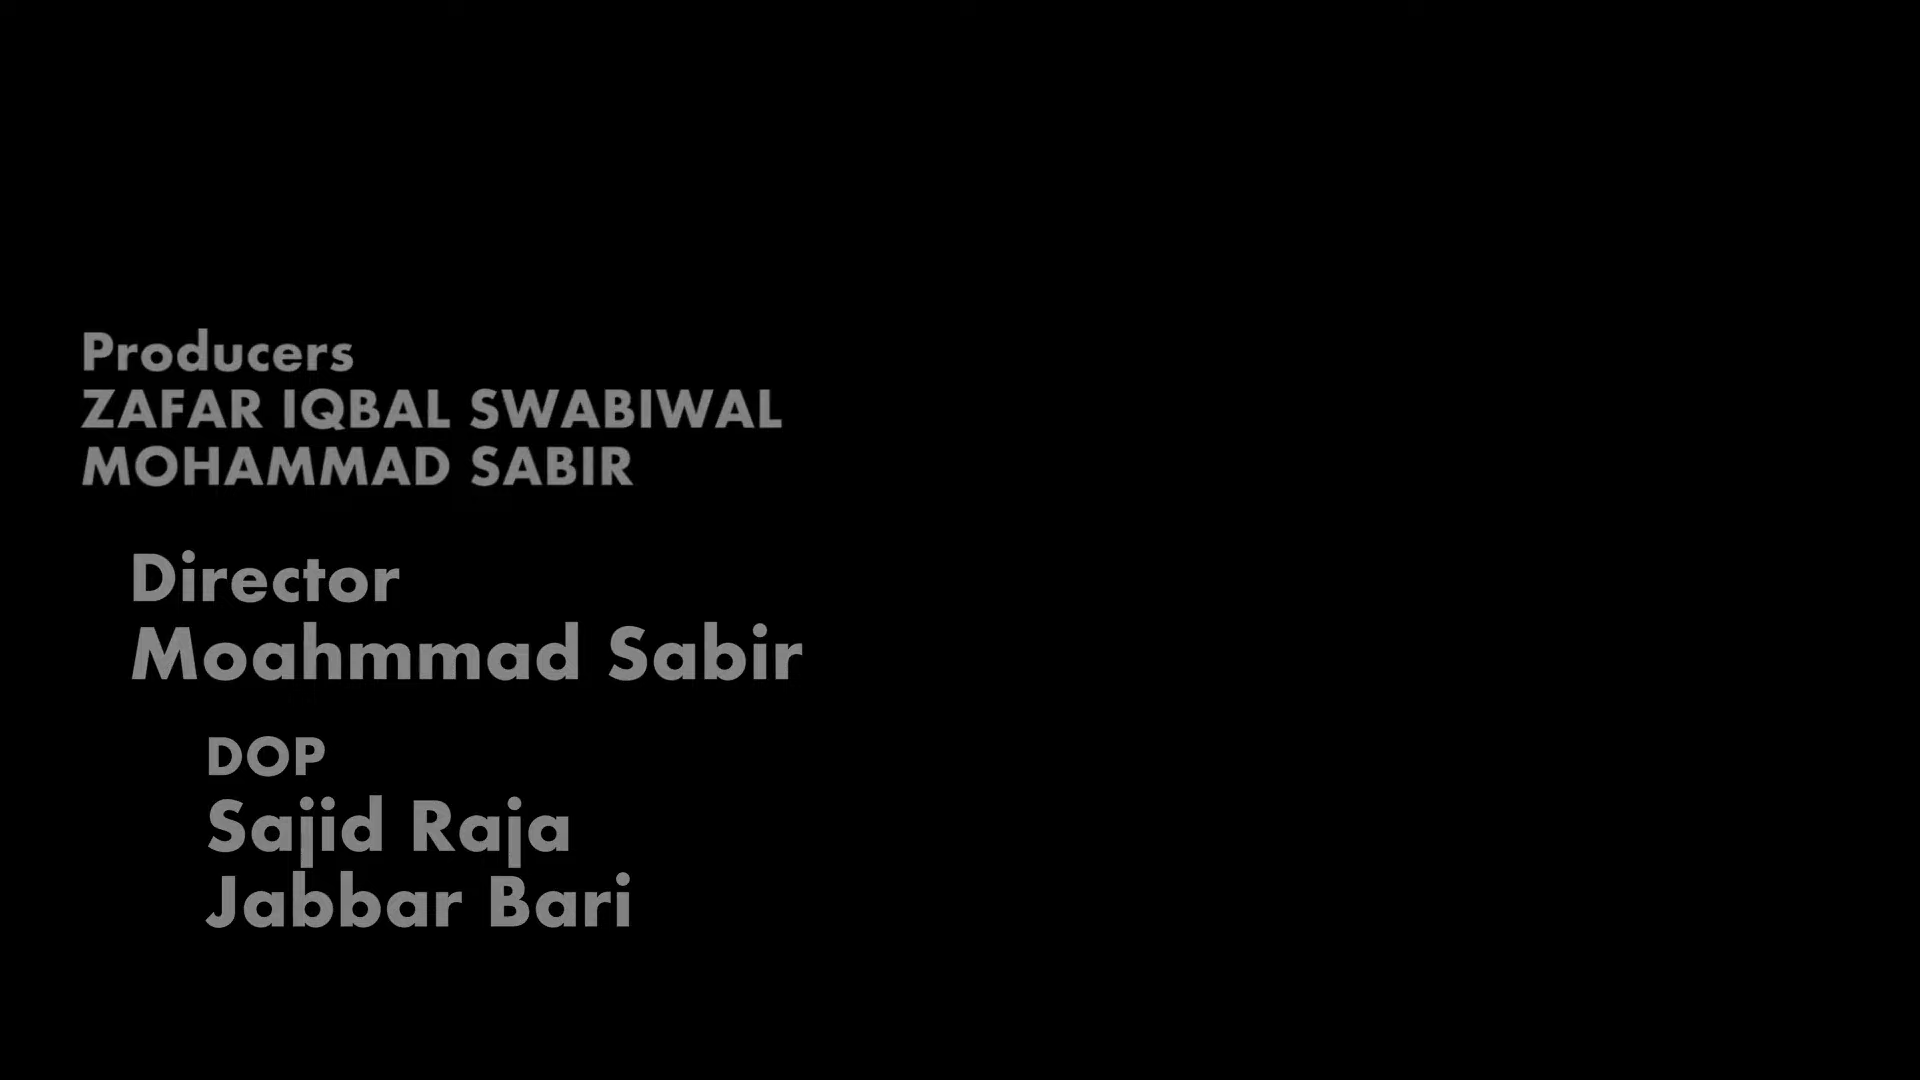 Producers
ZAFAR IQBAL SWABIWAL
MOHAMMAD SABIR
Director
Moahmmad Sabir
DOP
Sajid Raja
Jabbar Bari